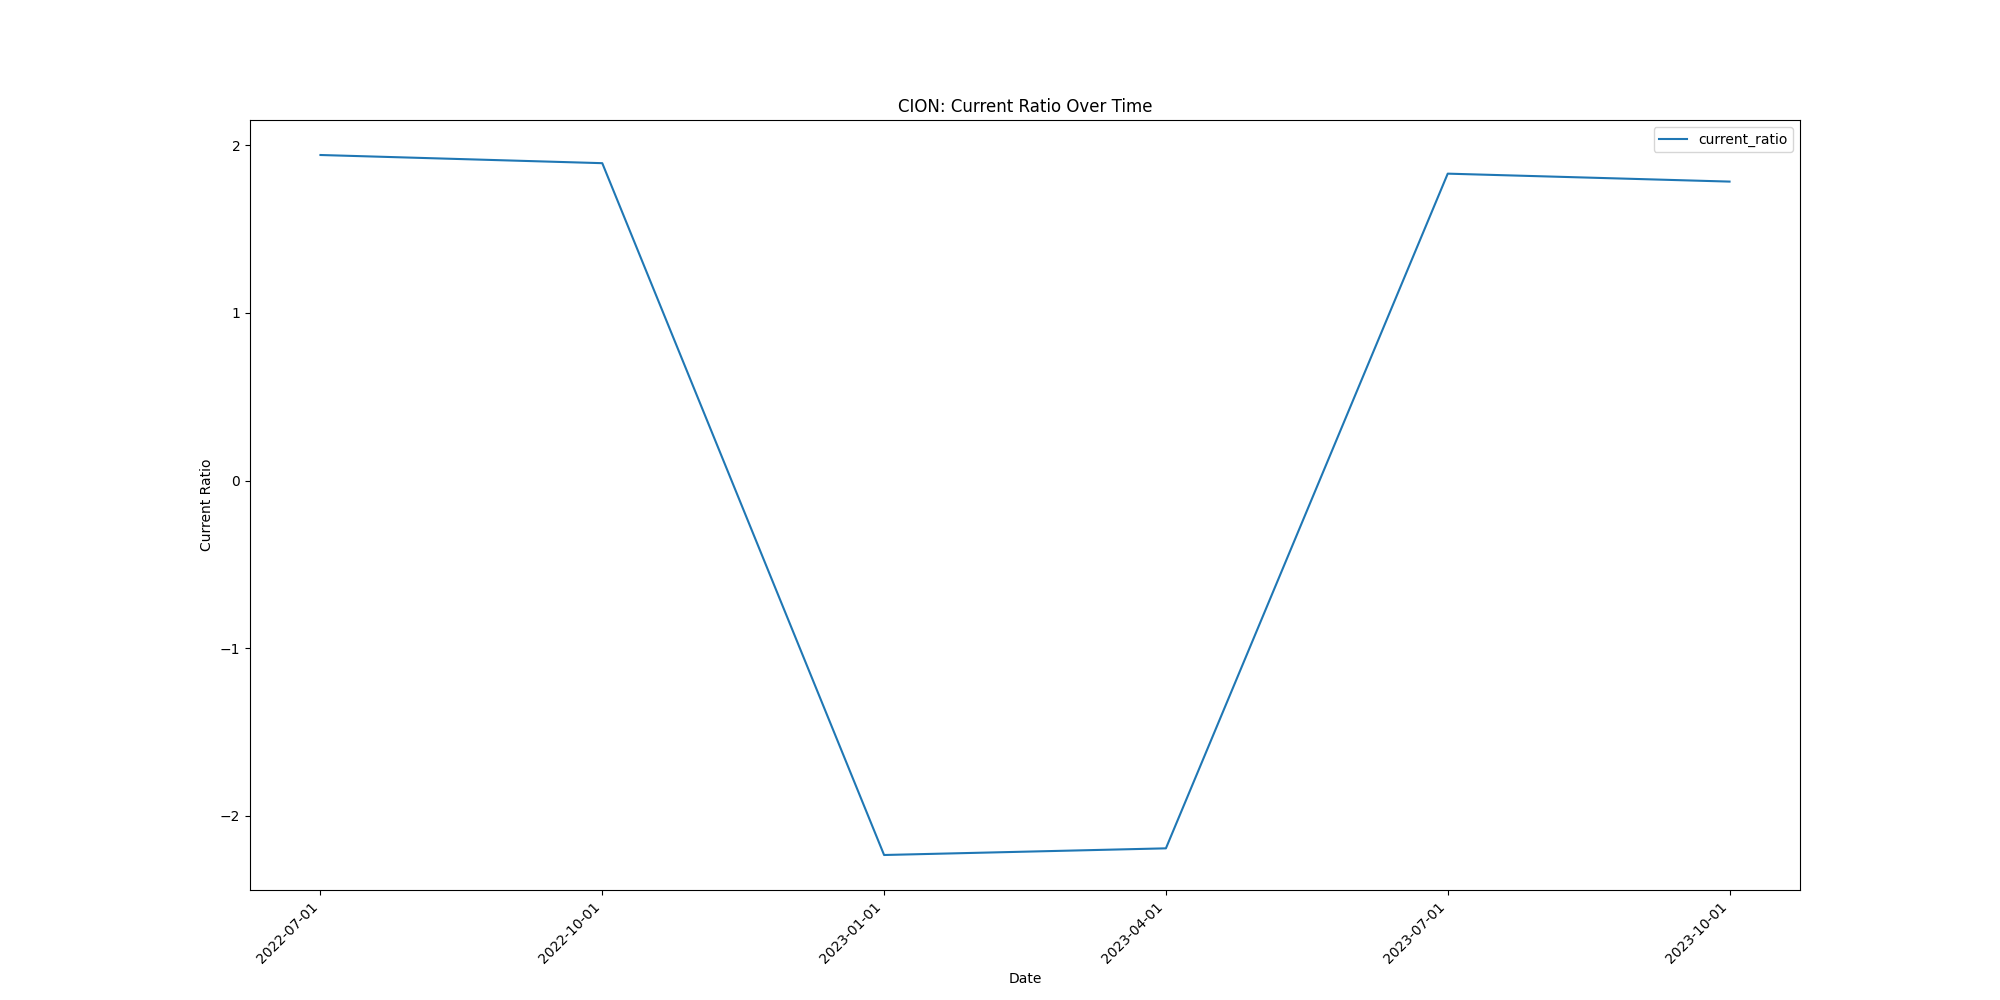 CION: Current Ratio Over Time
current_ratio
2
1
0
−1
−2
Current Ratio
2022-07-01
2022-10-01
2023-01-01
2023-04-01
2023-07-01
2023-10-01
Date